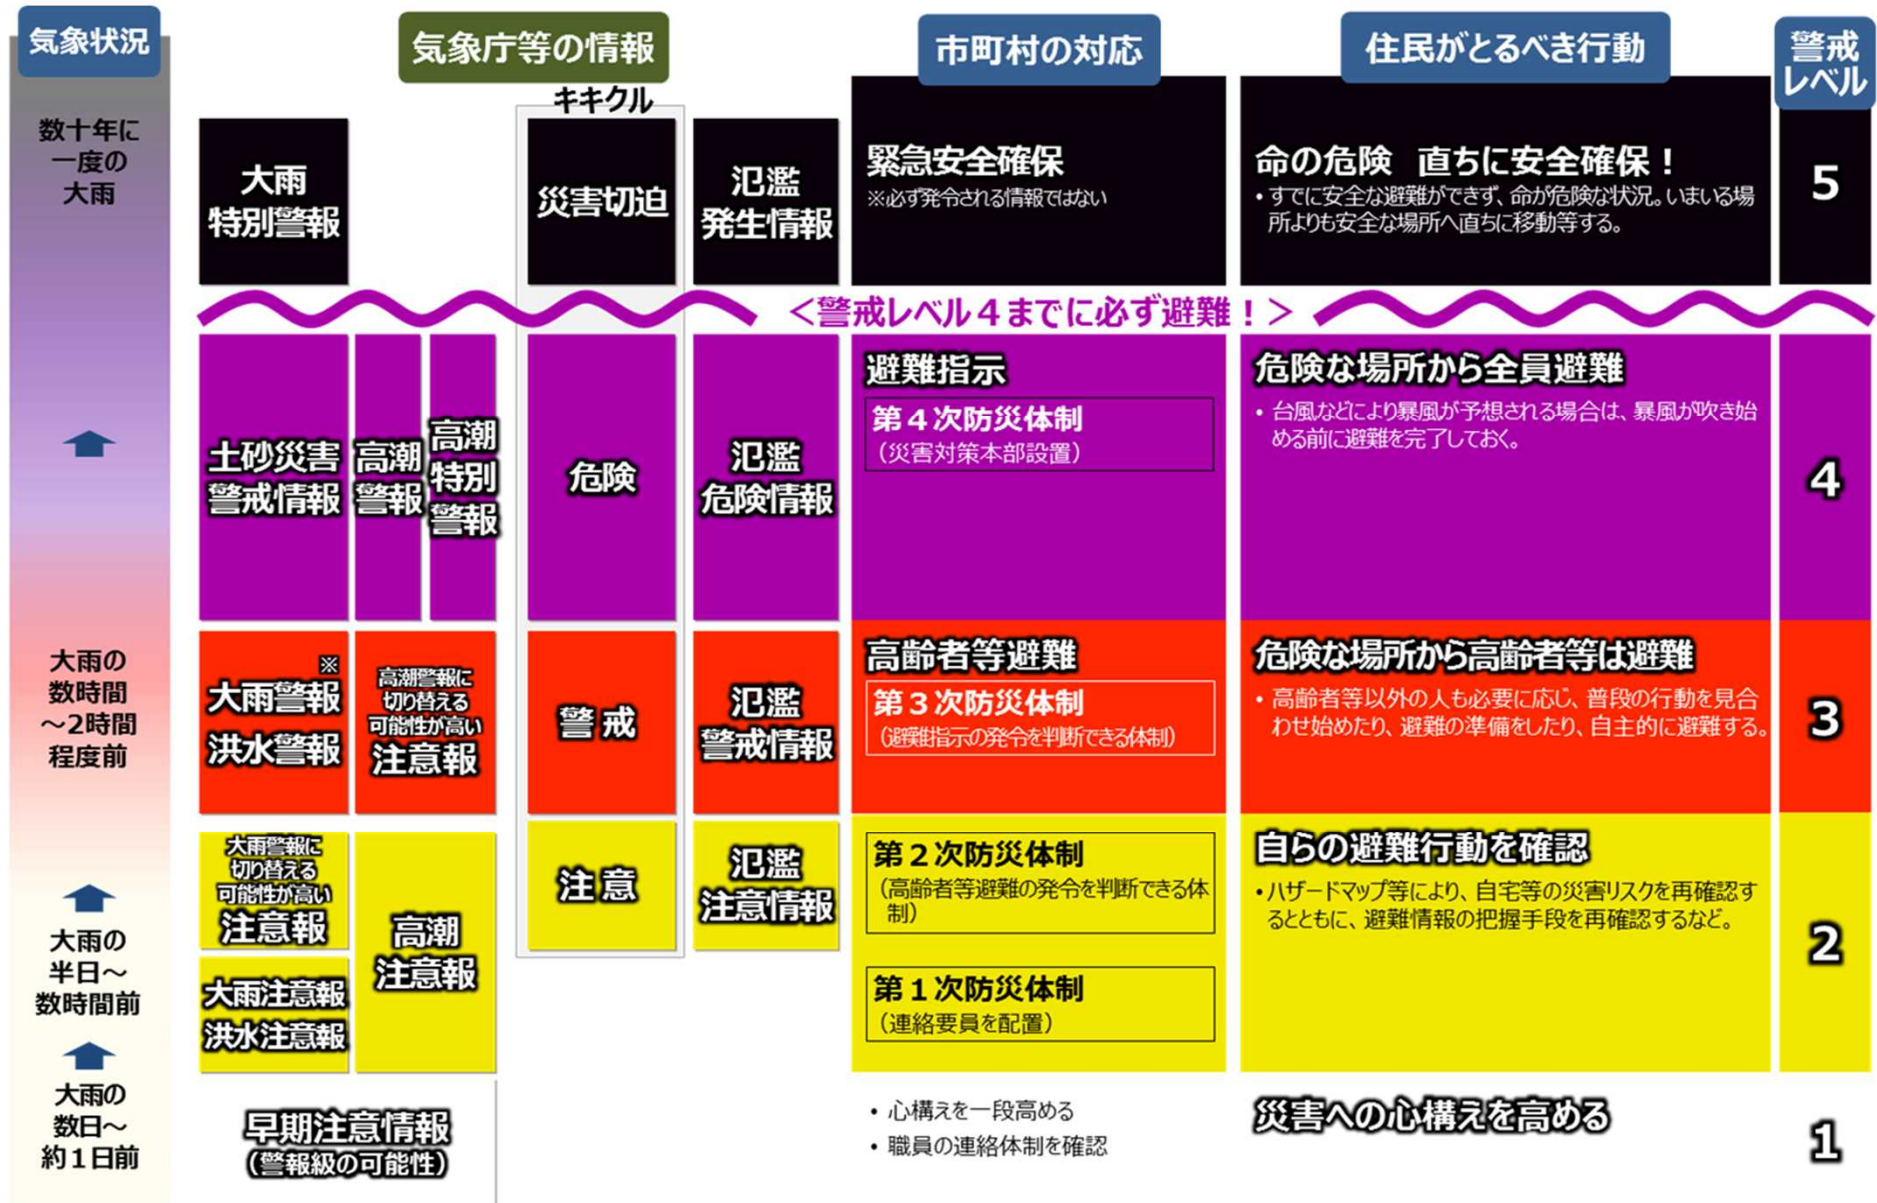 気象状況
気象庁等の情報
市町村の対応
住民がとるべき行動
警戒
レベル
キキクル
数十年に
一度の
大雨
大雨
特別警報
災害切迫
氾濫
発生情報
緊急安全確保
※必ず発令される情報ではない
命の危険 直ちに安全確保！
・すでに安全な避難ができず、命が危険な状況。いまいる場
所よりも安全な場所へ直ちに移動等する。
5
＜警戒レベル４までに必ず避難！＞
土砂災害
警戒情報
高潮
警報
高潮
特別
警報
危険
氾濫
危険情報
避難指示
第４次防災体制
（災害対策本部設置）
危険な場所から全員避難
・台風などにより暴風が予想される場合は、暴風が吹き始
める前に避難を完了しておく。
4
大雨の
数時間
～2時間
程度前
※
大雨警報
洪水警報
高潮警報に
切り替える
可能性が高い
注意報
警戒
氾濫
警戒情報
高齢者等避難
第３次防災体制
（避難指示の発令を判断できる体制）
危険な場所から高齢者等は避難
・高齢者等以外の人も必要に応じ、普段の行動を見合
わせ始めたり、避難の準備をしたり、自主的に避難する。
3
大雨の
半日～
数時間前
大雨警報に
切り替える
可能性が高い
注意報
大雨注意報
洪水注意報
高潮
注意報
注意
氾濫
注意情報
第２次防災体制
（高齢者等避難の発令を判断できる体
制）
第１次防災体制
（連絡要員を配置）
自らの避難行動を確認
・ハザードマップ等により、自宅等の災害リスクを再確認す
るとともに、避難情報の把握手段を再確認するなど。
2
大雨の
数日～
約１日前
早期注意情報
（警報級の可能性）
・心構えを一段高める
・職員の連絡体制を確認
災害への心構えを高める
1